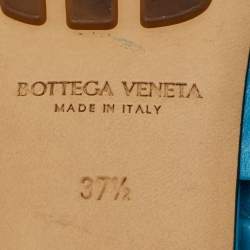 BOTTEGA VENETA
MADE IN ITALY
37½